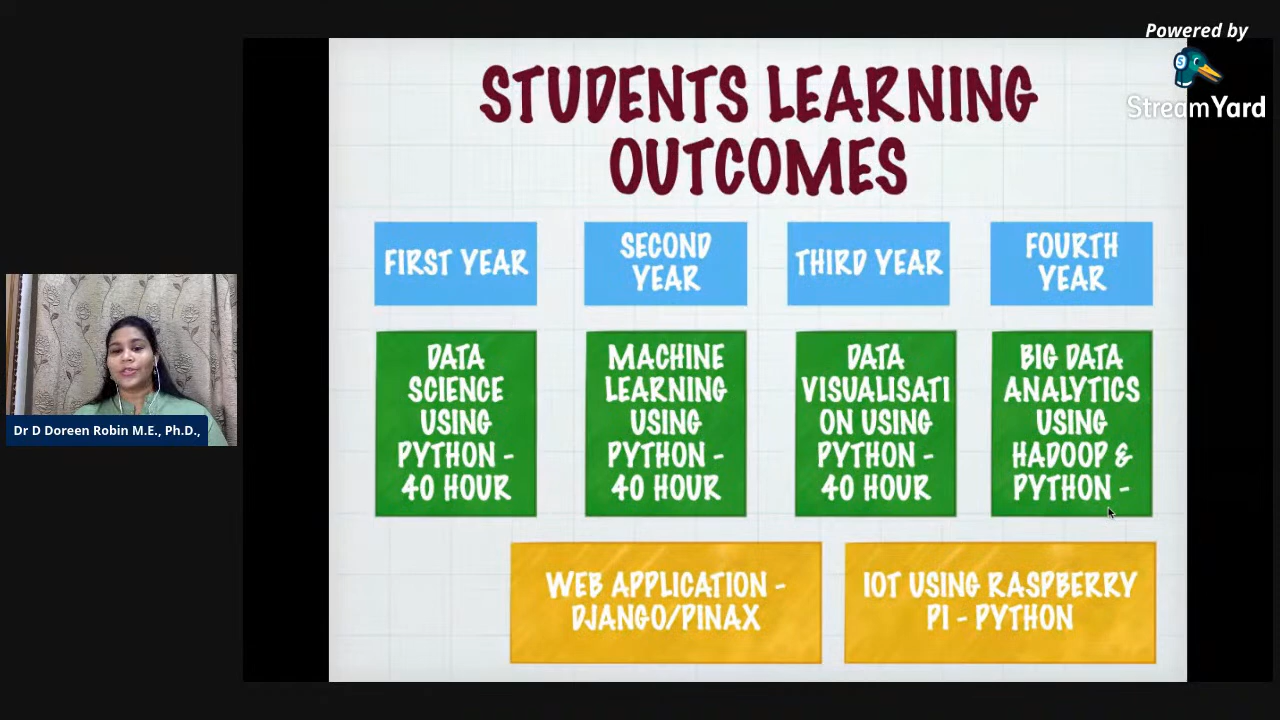 Powered by
StreamYard
STUDENTS LEARNING
OUTCOMES
FIRST YEAR
SECOND
YEAR
THIRD YEAR
FOURTH
YEAR
DATA
SCIENCE
USING
PYTHON -
40 HOUR
MACHINE
LEARNING
USING
PYTHON -
40 HOUR
DATA
VISUALISATI
ON USING
PYTHON -
40 HOUR
BIG DATA
ANALYTICS
USING
HADOOP &
PYTHON -
WEB APPLICATION -
DJANGO/PINAX
IOT USING RASPBERRY
PI - PYTHON
Dr D Doreen Robin M.E., Ph.D.,